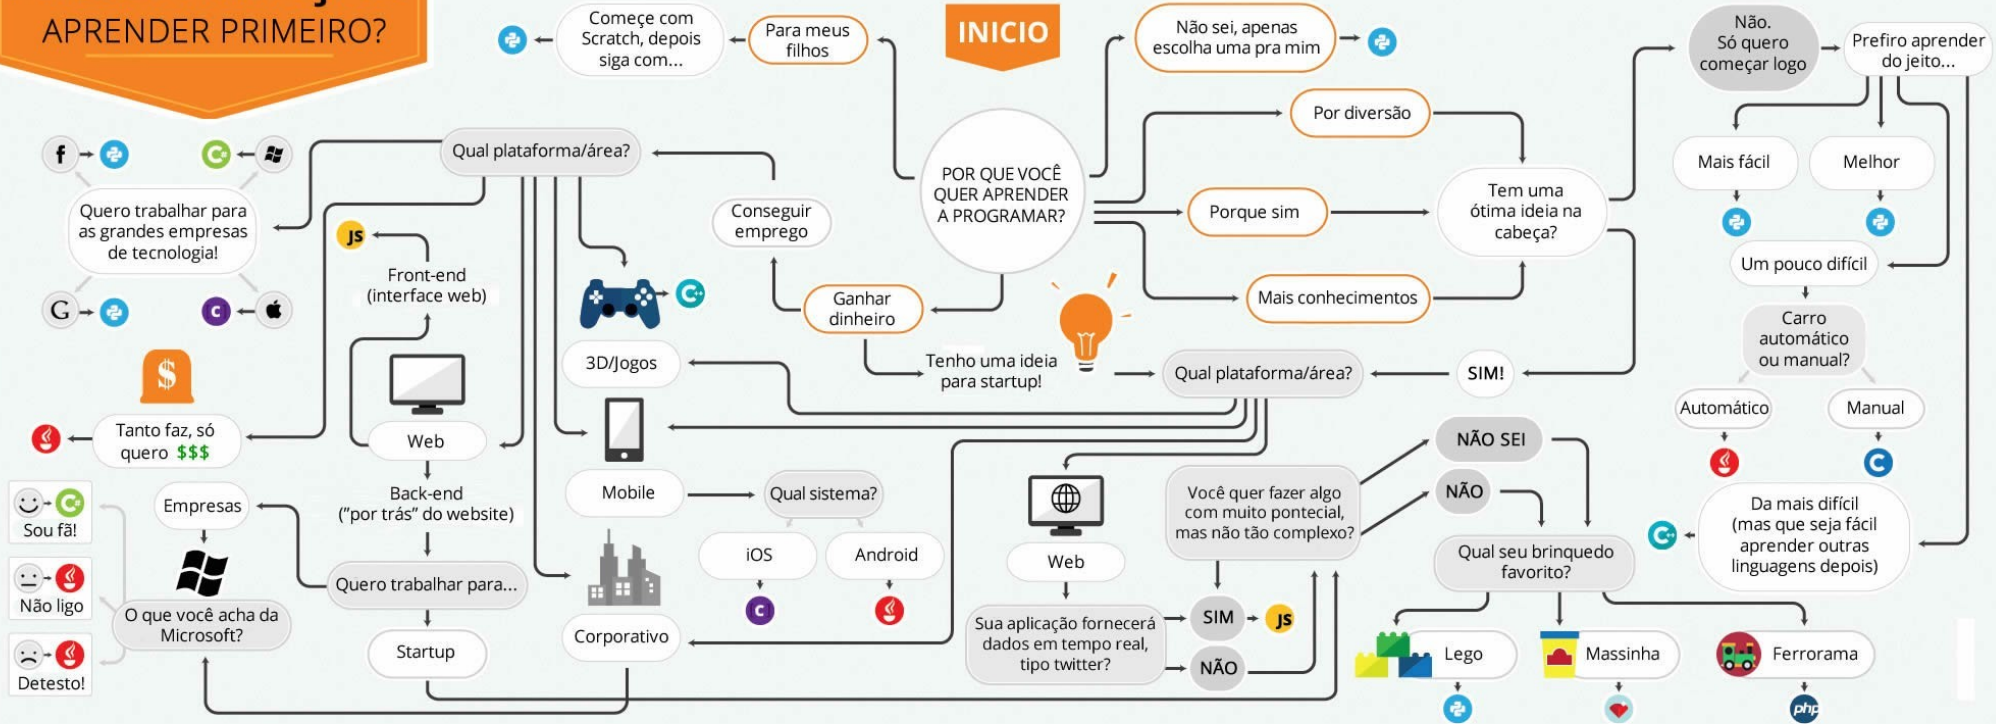 APRENDER PRIMEIRO?
Começe com
Scratch, depois
siga com...
Para meus
filhos
INICIO
Não sei, apenas
escolha uma pra mim
Não.
Só quero
começar logo
Prefiro aprender
do jeito...
Por diversão
Qual plataforma/área?
f
C#
Mais fácil
Melhor
POR QUE VOCÊ
QUER APRENDER
A PROGRAMAR?
Quero trabalhar para
as grandes empresas
de tecnologia!
JS
Conseguir
emprego
Porque sim
Tem uma
ótima ideia na
cabeça?
Front-end
(interface web)
C++
Um pouco difícil
G
C
Ganhar
dinheiro
Mais conhecimentos
Carro
automático
ou manual?
$
3D/Jogos
Tenho uma ideia
para startup!
Qual plataforma/área?
SIM!
Automático
Manual
Tanto faz, só
quero $$$
Web
NÃO SEI
C
Empresas
Back-end
("por trás" do website)
Mobile
Qual sistema?
Você quer fazer algo
com muito pontecial,
mas não tão complexo?
NÃO
Da mais difícil
(mas que seja fácil
aprender outras
linguagens depois)
C++
C#
Sou fã!
iOS
Android
Web
Qual seu brinquedo
favorito?
Não ligo
Quero trabalhar para...
C
O que você acha da
Microsoft?
Corporativo
Sua aplicação fornecerá
dados em tempo real,
tipo twitter?
SIM
JS
NÃO
Startup
Lego
Massinha
Ferrorama
Detesto!
php